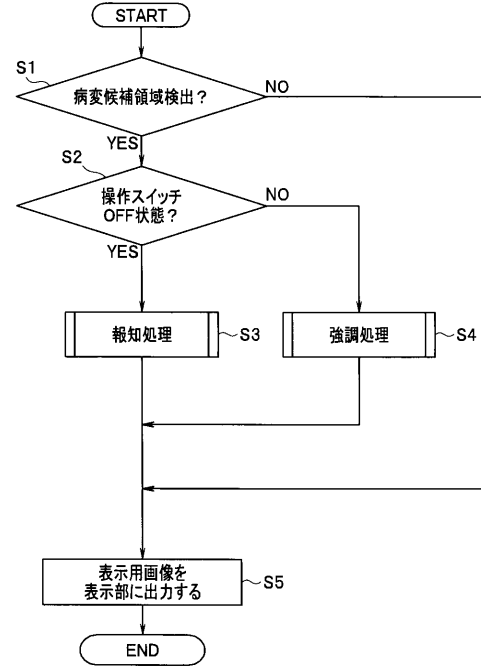 START
S1
病変候補領域検出？
NO
YES
S2
操作スイッチ
OFF状態？
NO
YES
報知処理
S3
強調処理
S4
表示用画像を
表示部に出力する
S5
END